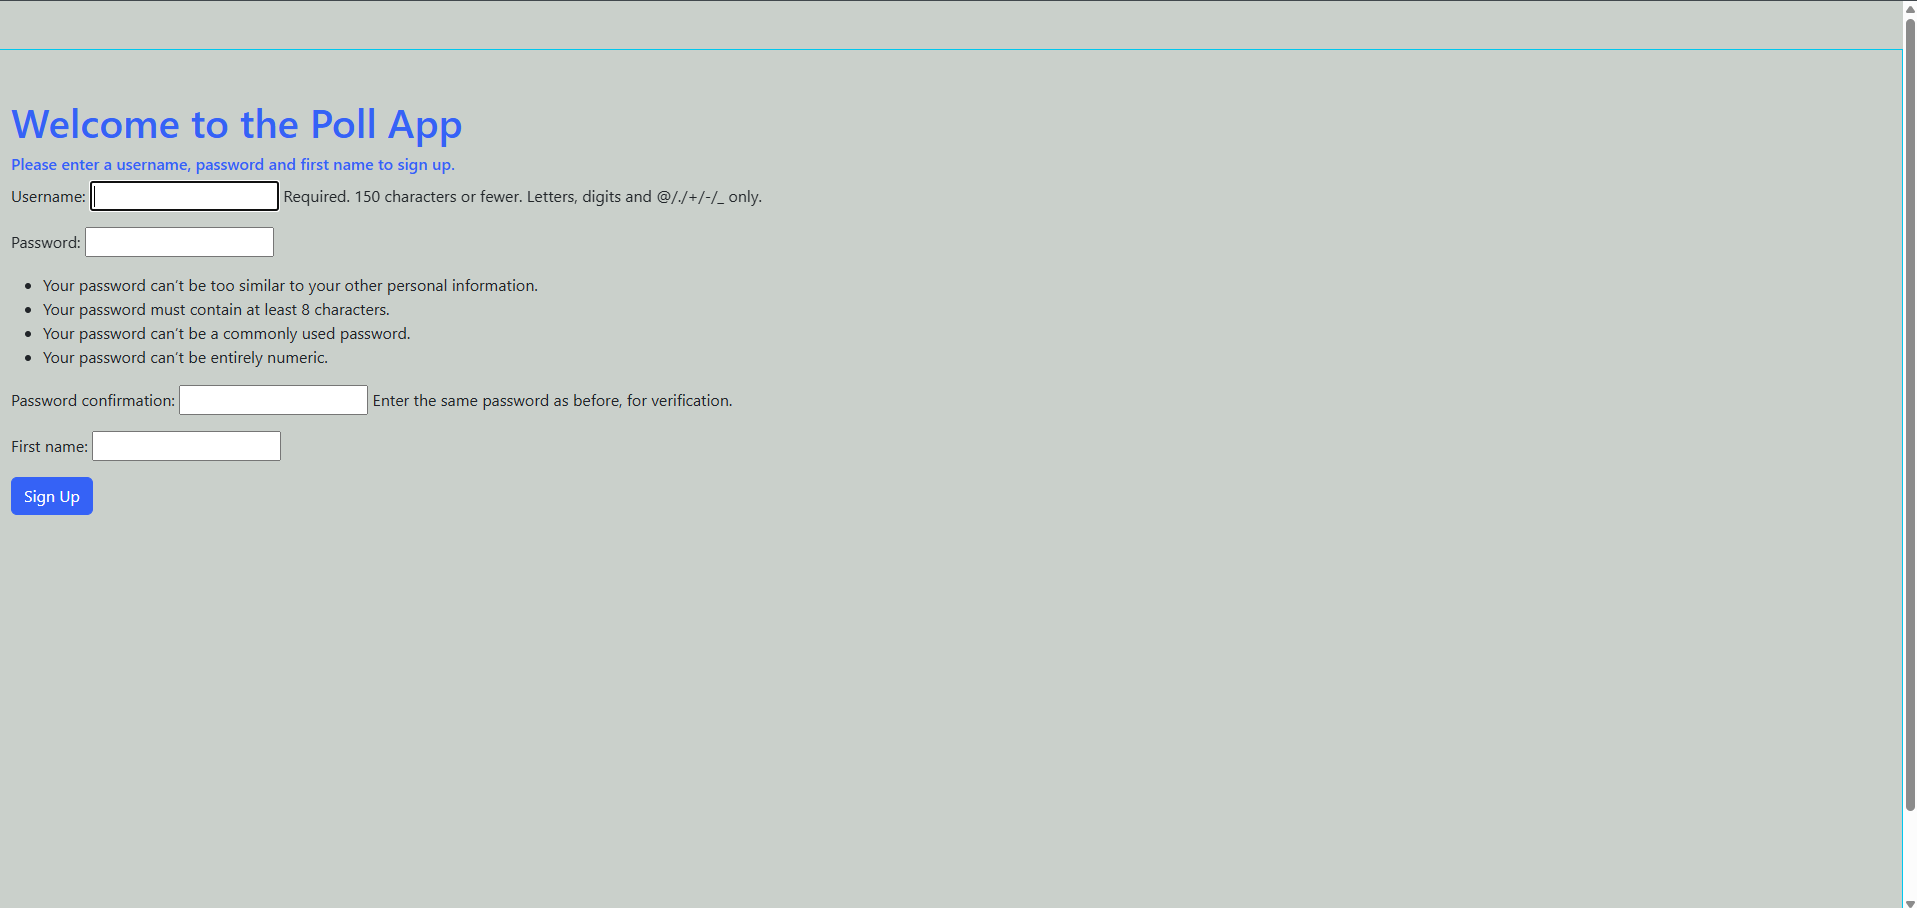 Welcome to the Poll App
Please enter a username, password and first name to sign up.
Username: Required. 150 characters or fewer. Letters, digits and @/./+/-/_ only.
Password:
Your password can’t be too similar to your other personal information.
Your password must contain at least 8 characters.
Your password can’t be a commonly used password.
Your password can’t be entirely numeric.
Password confirmation: Enter the same password as before, for verification.
First name:
Sign Up